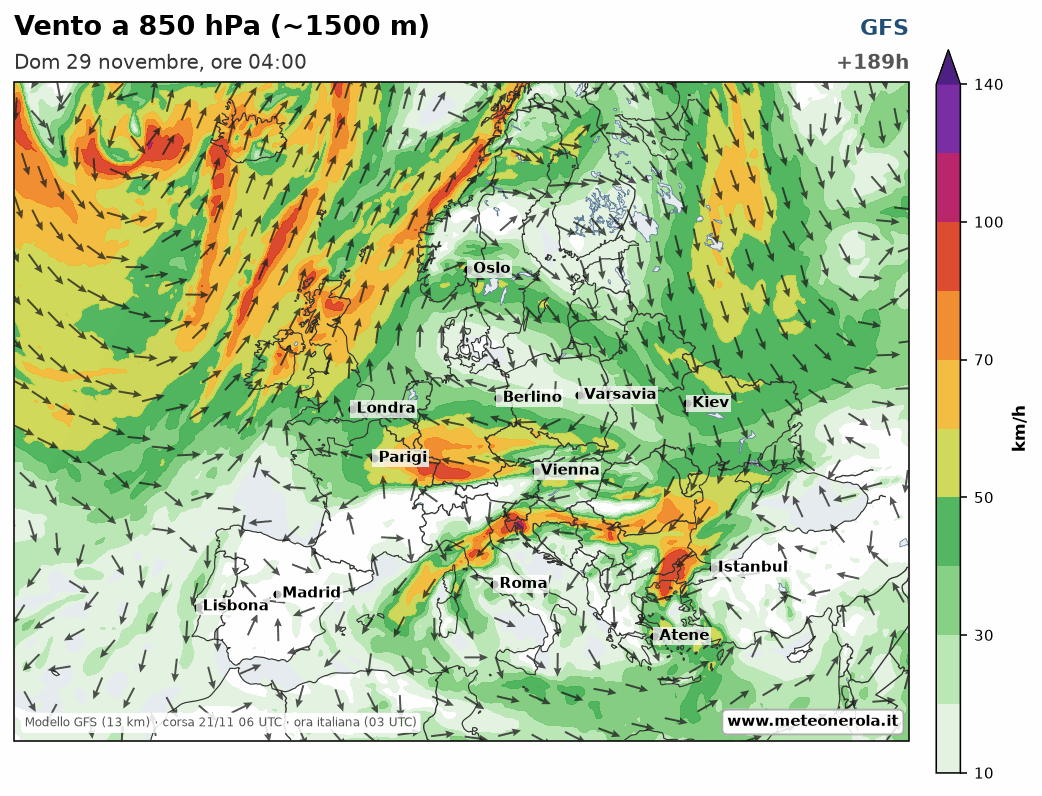 Vento a 850 hPa (~1500 m)
GFS
Dom 29 novembre, ore 04:00
+189h
140
100
70
50
30
10
km/h
Oslo
Berlino
Varsavia
Kiev
Londra
Parigi
Vienna
Istanbul
Roma
Madrid
Lisbona
Atene
Modello GFS (13 km) · corsa 21/11 06 UTC · ora italiana (03 UTC)
www.meteonerola.it